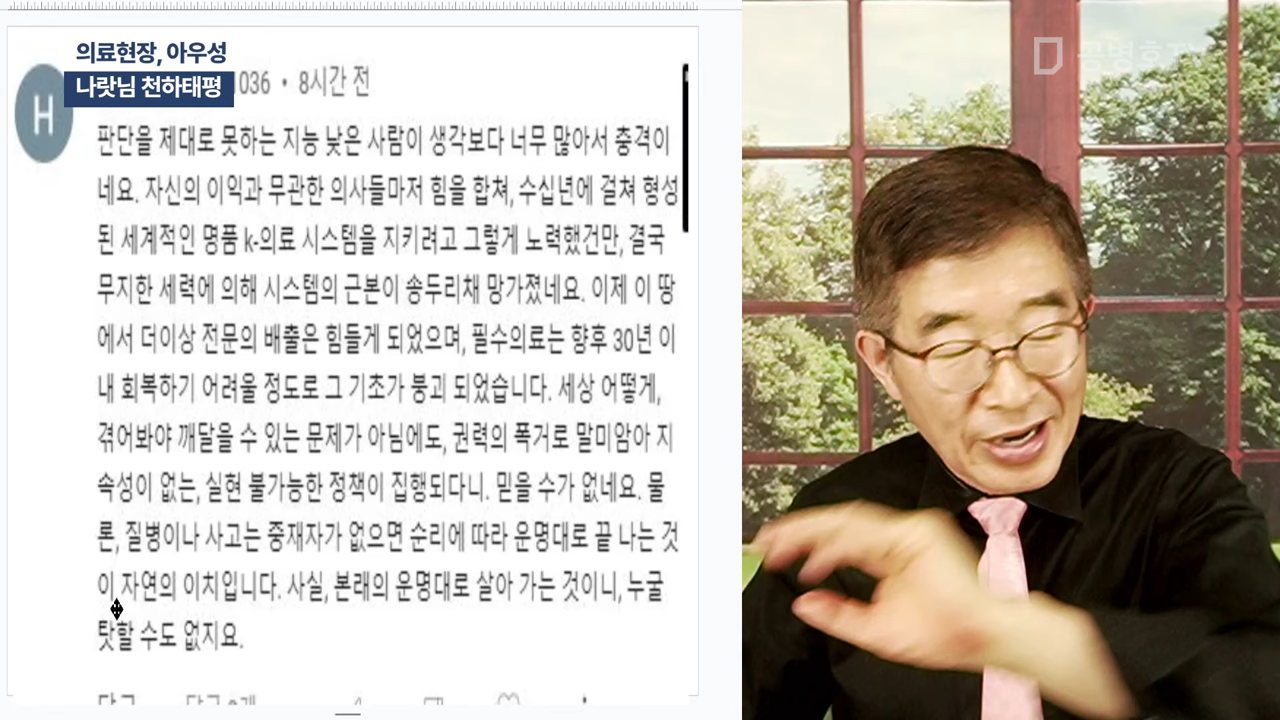 의료현장, 아우성
나랏님 천하태평
H
036 · 8시간 전
판단을 제대로 못하는 지능 낮은 사람이 생각보다 너무 많아서 충격이
네요. 자신의 이익과 무관한 의사들마저 힘을 합쳐, 수십년에 걸쳐 형성
된 세계적인 명품 k-의료 시스템을 지키려고 그렇게 노력했건만, 결국
무지한 세력에 의해 시스템의 근본이 송두리채 망가졌네요. 이제 이 땅
에서 더이상 전문의 배출은 힘들게 되었으며, 필수의료는 향후 30년 이
내 회복하기 어려울 정도로 그 기초가 붕괴 되었습니다. 세상 어떻게,
겪어봐야 깨달을 수 있는 문제가 아님에도, 권력의 폭거로 말미암아 지
속성이 없는, 실현 불가능한 정책이 집행되다니. 믿을 수가 없네요. 물
론, 질병이나 사고는 중재자가 없으면 순리에 따라 운명대로 끝 나는 것
이 자연의 이치입니다. 사실, 본래의 운명대로 살아 가는 것이니, 누굴
탓할 수도 없지요.
공병호TV